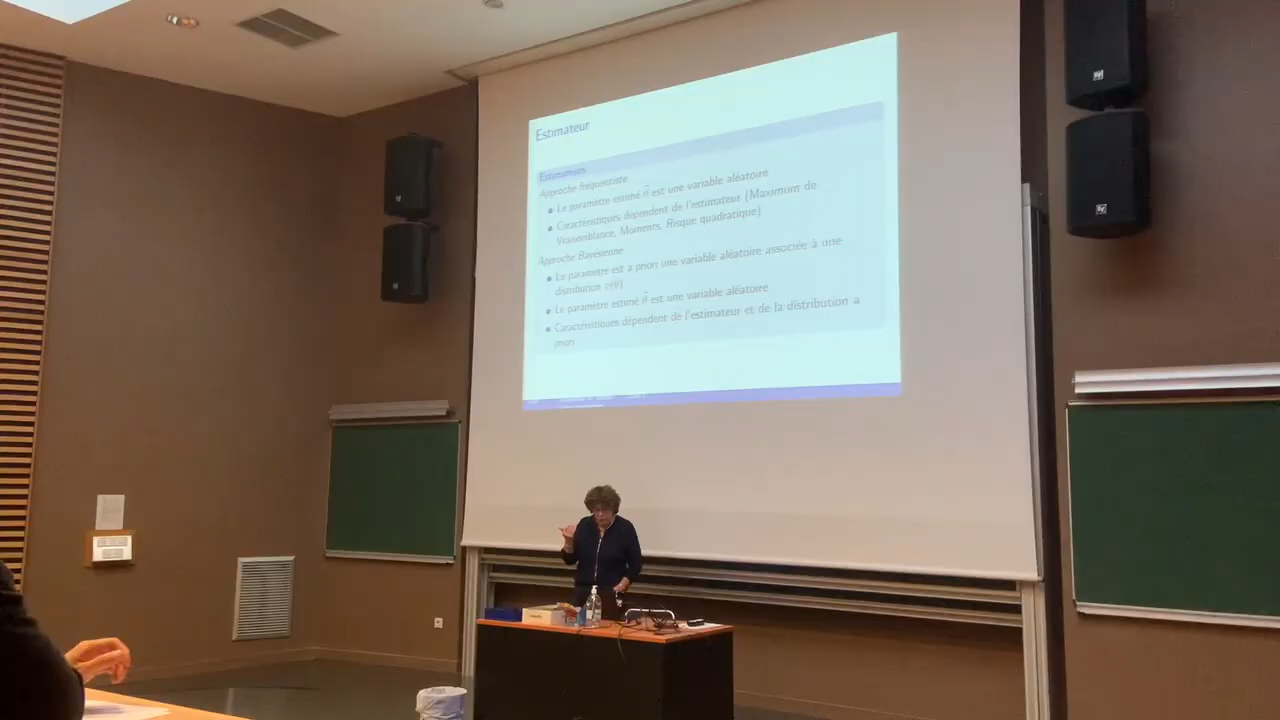 Estimateur
Estimateurs
Approche fréquentiste
• Le paramètre estimé θ̂ est une variable aléatoire
• Caractéristiques dépendent de l'estimateur (Maximum de
Vraisemblance, Moments, Risque quadratique)
Approche Bayesienne
• Le paramètre est a priori une variable aléatoire associée à une
distribution π(θ)
• Le paramètre estimé θ̂ est une variable aléatoire
• Caractéristiques dépendent de l'estimateur et de la distribution a
priori